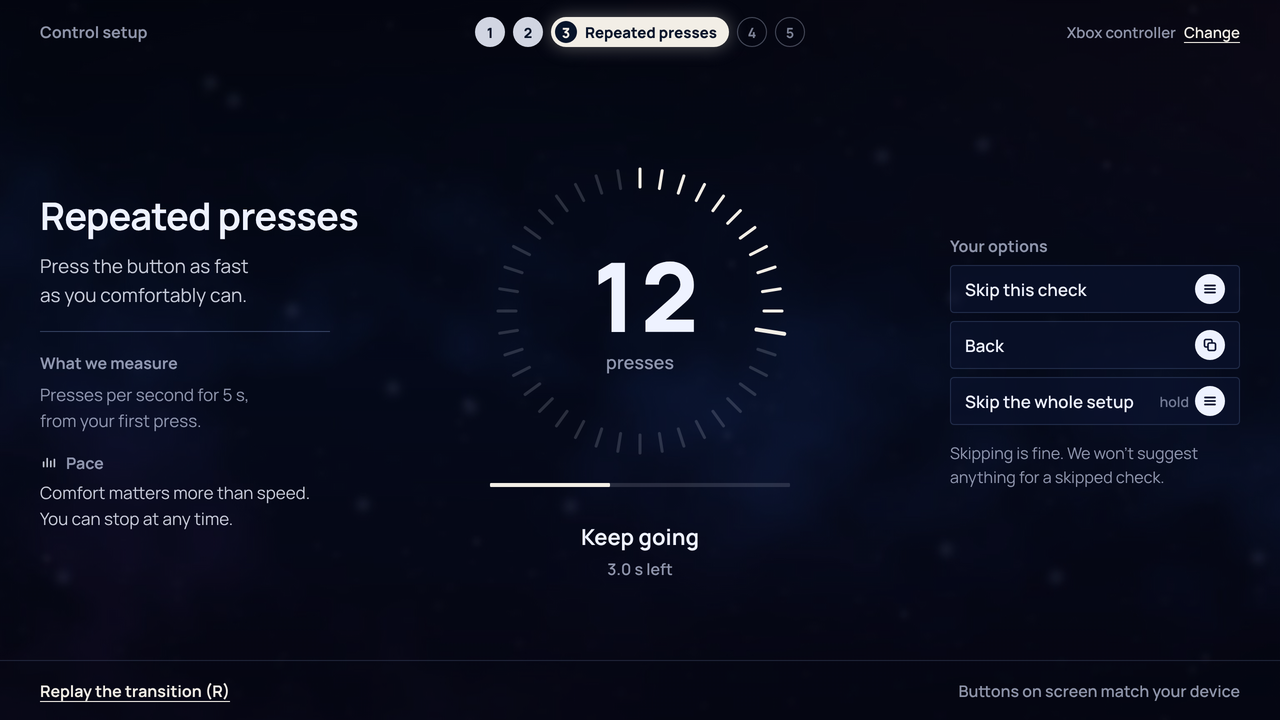 Control setup
1
2
3 Repeated presses
4
5
Xbox controller Change
Repeated presses
Press the button as fast
as you comfortably can.
What we measure
Presses per second for 5 s,
from your first press.
Pace
Comfort matters more than speed.
You can stop at any time.
12
presses
Keep going
3.0 s left
Your options
Skip this check
Back
Skip the whole setup hold
Skipping is fine. We won't suggest
anything for a skipped check.
Replay the transition (R)
Buttons on screen match your device